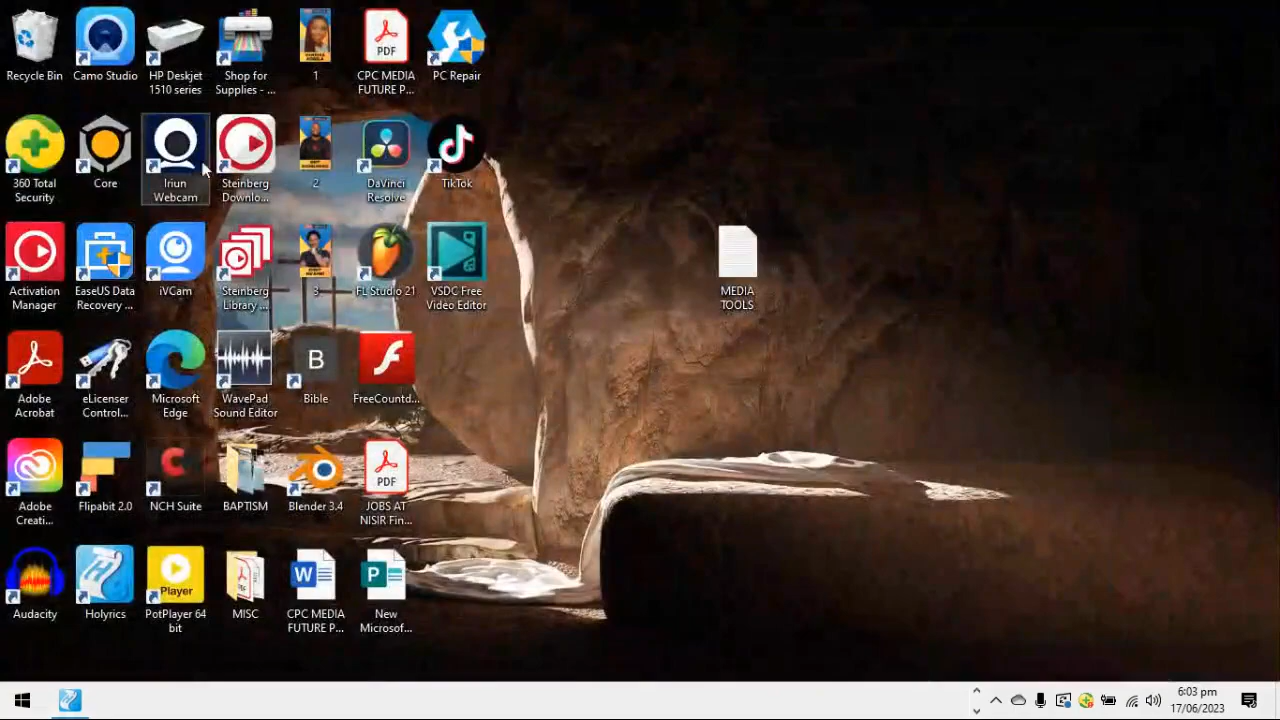 Recycle Bin
Camo Studio
HP Deskjet
1510 series
Shop for
Supplies - ...
1
PDF
CPC MEDIA
FUTURE P...
PC Repair
360 Total
Security
Core
Iriun
Webcam
Steinberg
Downlo...
2
DaVinci
Resolve
TikTok
Activation
Manager
EaseUS Data
Recovery ...
iVCam
Steinberg
Library ...
3
FL Studio 21
VSDC Free
Video Editor
MEDIA
TOOLS
Adobe
Acrobat
eLicenser
Control...
Microsoft
Edge
WavePad
Sound Editor
B
Bible
FreeCountd...
Adobe
Creati...
Flipabit 2.0
C
NCH Suite
BAPTISM
Blender 3.4
PDF
JOBS AT
NISIR Fin...
Audacity
Holyrics
Player
PotPlayer 64
bit
MISC
W
CPC MEDIA
FUTURE P...
P
New
Microsof...
6:03 pm
17/06/2023